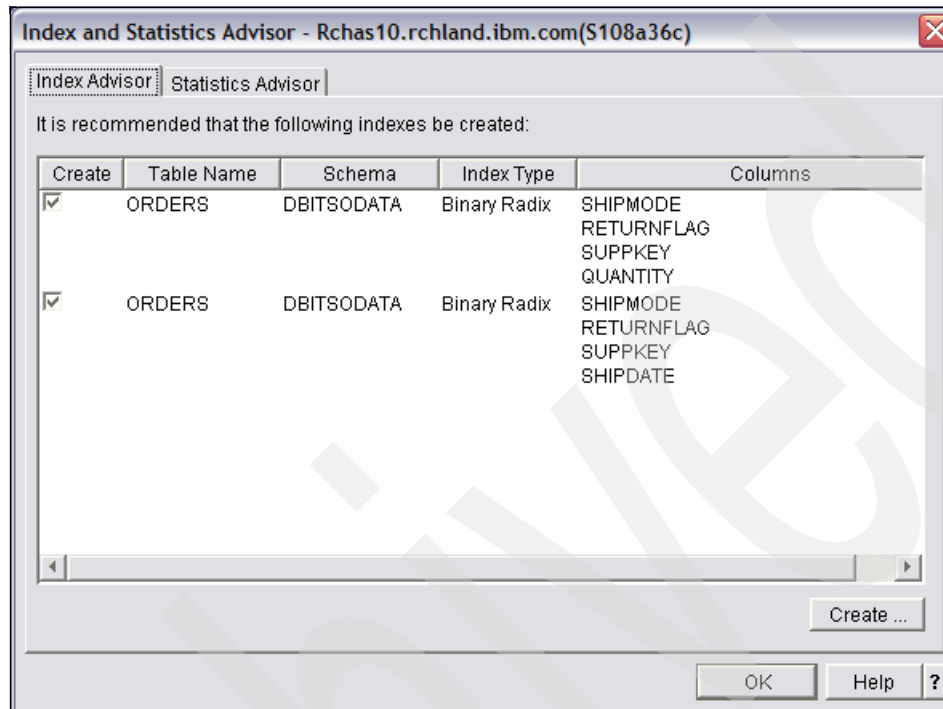 Index and Statistics Advisor - Rchas10.rchland.ibm.com(S108a36c)
Index Advisor Statistics Advisor
It is recommended that the following indexes be created:
Create Table Name Schema Index Type Columns
ORDERS DBITSODATA Binary Radix SHIPMODE
RETURNFLAG
SUPPKEY
QUANTITY
ORDERS DBITSODATA Binary Radix SHIPMODE
RETURNFLAG
SUPPKEY
SHIPDATE
Create ...
OK Help ?